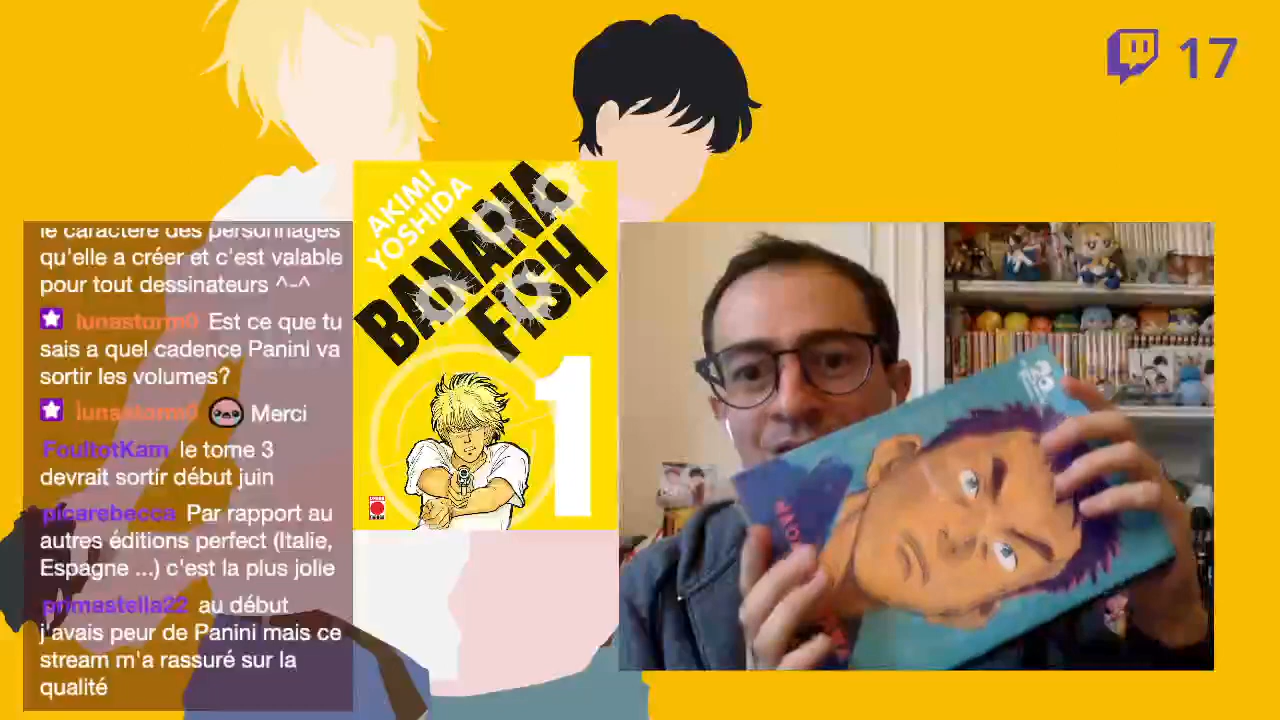 17
AKIMI
YOSHIDA
BANANA
FISH
1
le caractère des personnages
qu'elle a créer et c'est valable
pour tout dessinateurs ^-^
lunastorm0 Est ce que tu
sais a quel cadence PaninI va
sortir les volumes?
lunastorm0 Merci
FoultotKam le tome 3
devrait sortir début juin
picarebecca Par rapport au
autres éditions perfect (Italie,
Espagne ...) c'est la plus jolie
primastella22 au début
j'avais peur de Panini mais ce
stream m'a rassuré sur la
qualité